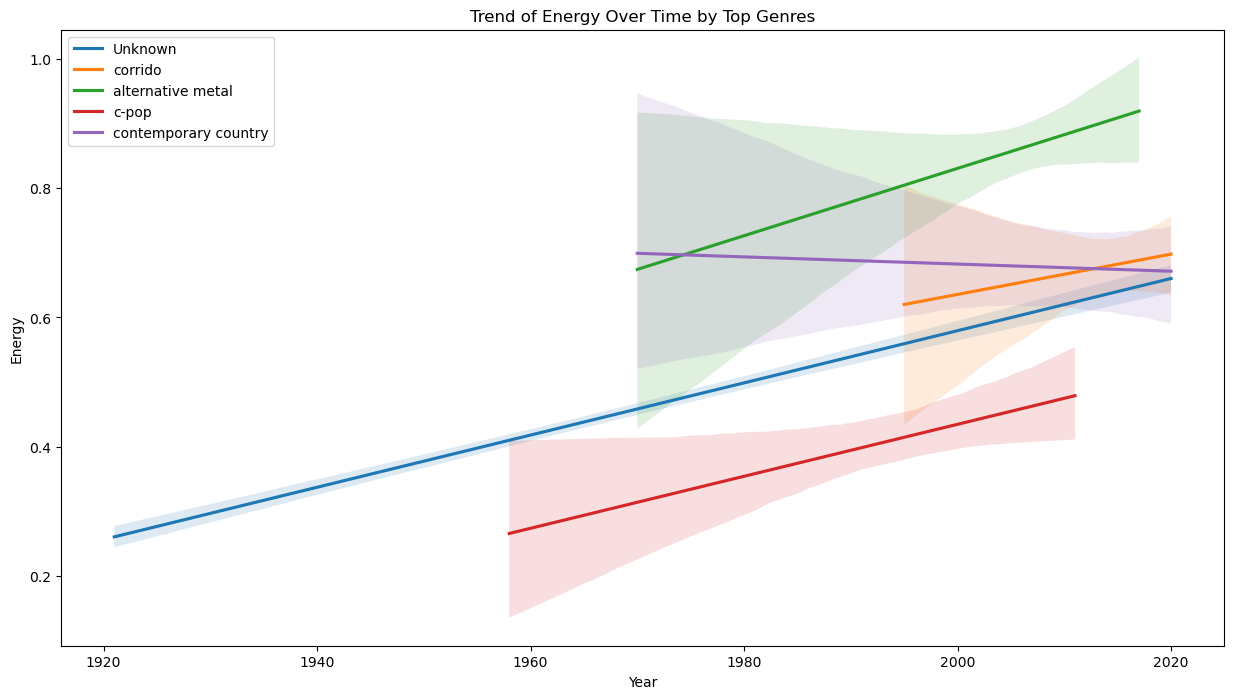 Trend of Energy Over Time by Top Genres
Unknown
corrido
alternative metal
c-pop
contemporary country
1.0
0.8
0.6
0.4
0.2
Energy
1920
1940
1960
1980
2000
2020
Year